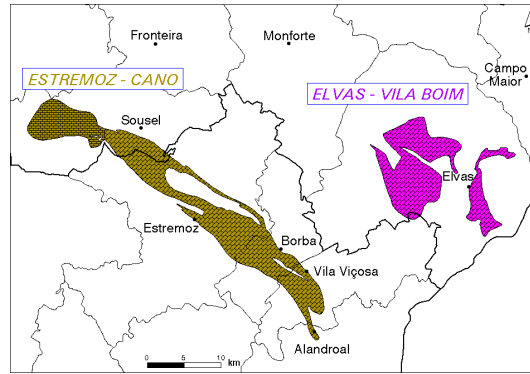 Fronteira
Monforte
Campo
Maior
ESTREMOZ - CANO
ELVAS - VILA BOIM
Sousel
Elvas
Estremoz
Borba
Vila Viçosa
Alandroal
0 5 10
km